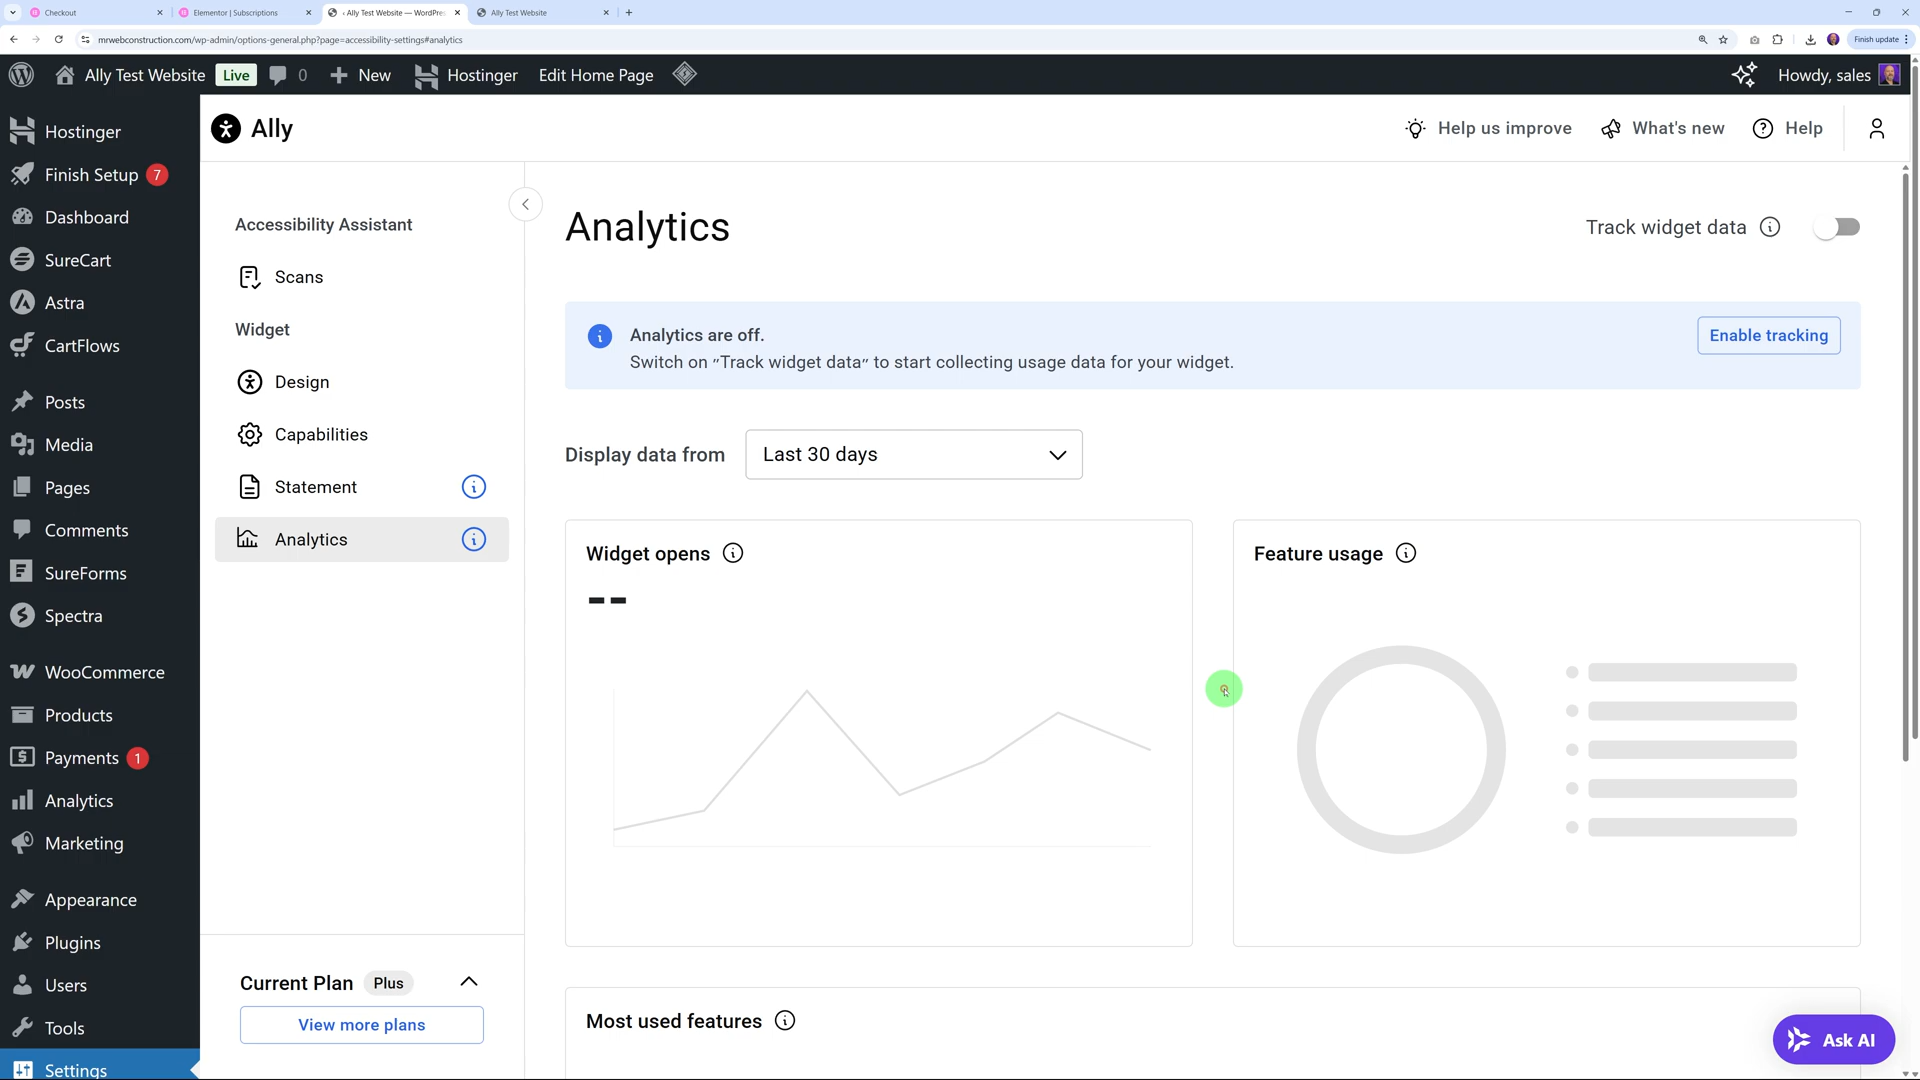 Checkout
Elementor | Subscriptions
‹ Ally Test Website — WordPres
Ally Test Website
mrwebconstruction.com/wp-admin/options-general.php?page=accessibility-settings#analytics
Finish update
Ally Test Website
Live
0
New
Hostinger
Edit Home Page
Howdy, sales
Hostinger
Finish Setup 7
Dashboard
SureCart
Astra
CartFlows
Posts
Media
Pages
Comments
SureForms
Spectra
WooCommerce
Products
Payments 1
Analytics
Marketing
Appearance
Plugins
Users
Tools
Settings
Ally
Help us improve
What's new
Help
Accessibility Assistant
Scans
Widget
Design
Capabilities
Statement
Analytics
Current Plan Plus
View more plans
Analytics
Track widget data
Analytics are off.
Switch on "Track widget data" to start collecting usage data for your widget.
Enable tracking
Display data from
Last 30 days
Widget opens
--
Feature usage
Most used features
Ask AI